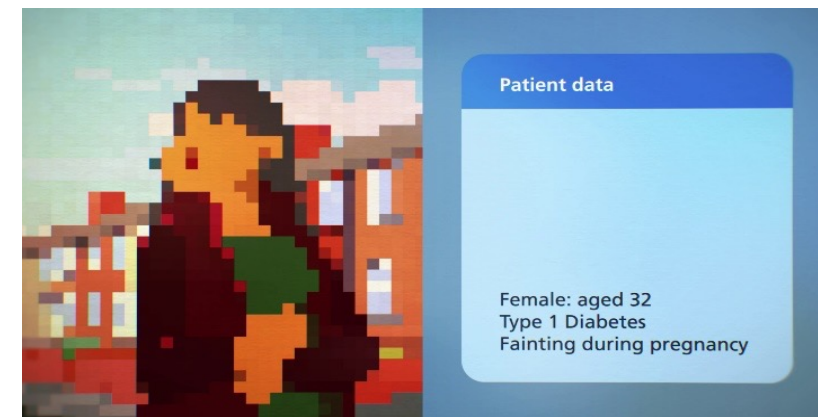 Patient data
Female: aged 32
Type 1 Diabetes
Fainting during pregnancy